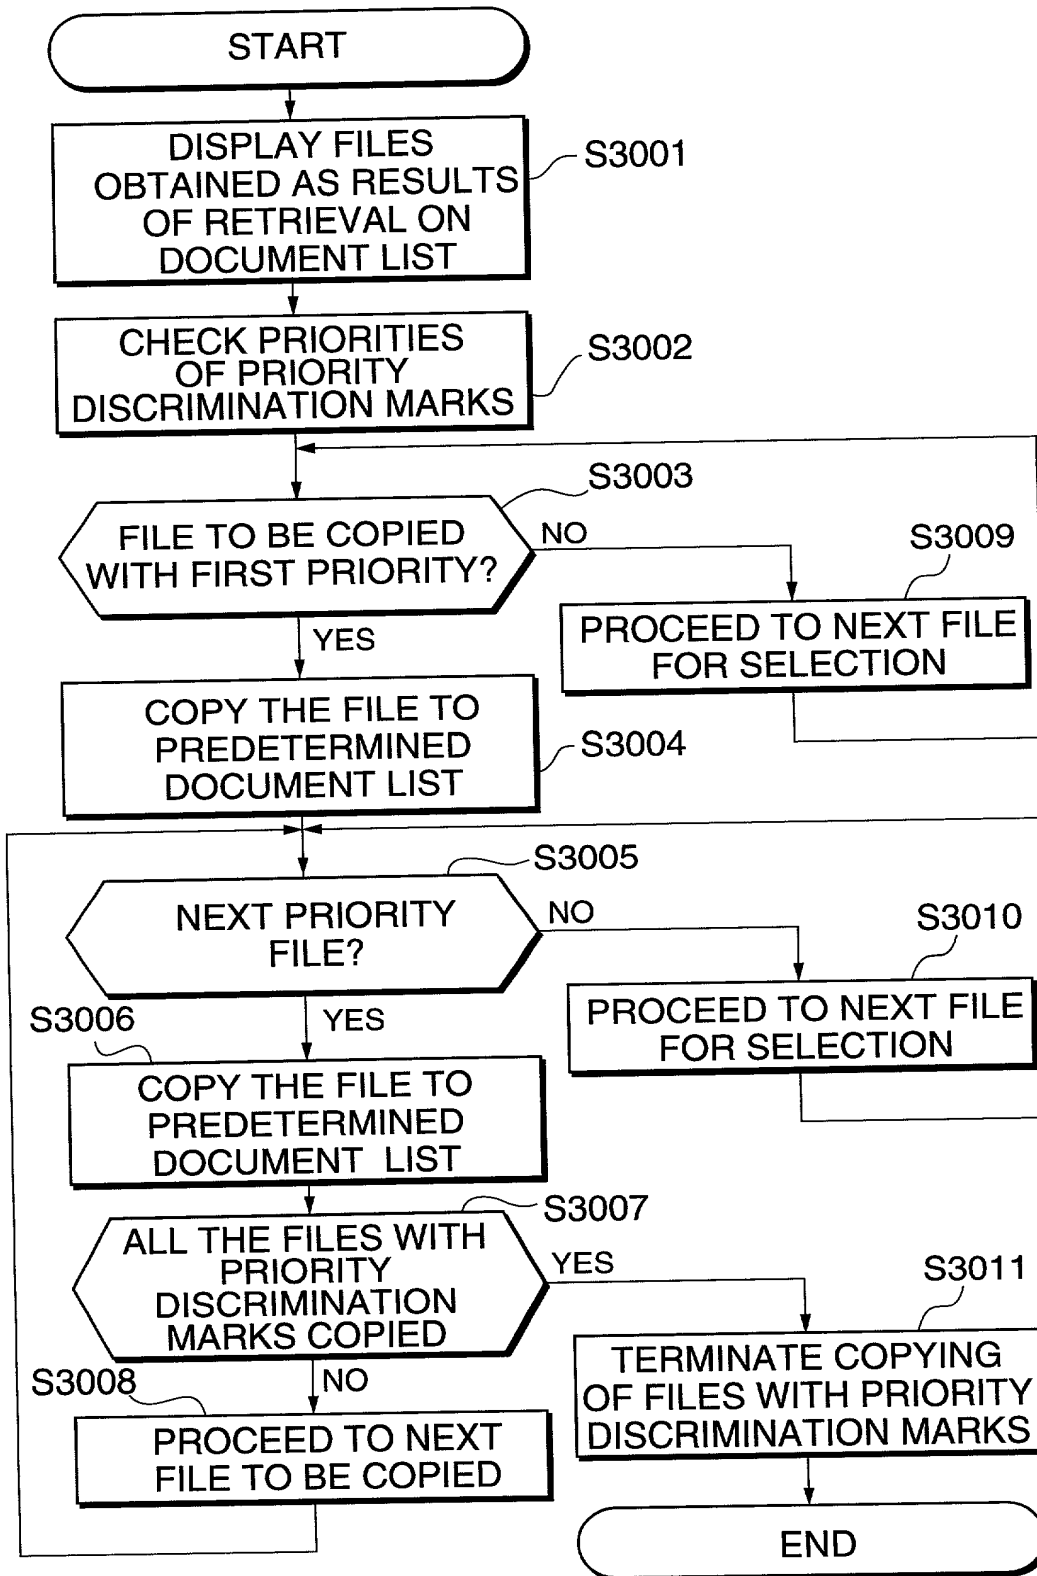 START
DISPLAY FILES
OBTAINED AS RESULTS
OF RETRIEVAL ON
DOCUMENT LIST
S3001
CHECK PRIORITIES
OF PRIORITY
DISCRIMINATION MARKS
S3002
S3003
FILE TO BE COPIED
WITH FIRST PRIORITY?
NO
YES
S3009
PROCEED TO NEXT FILE
FOR SELECTION
COPY THE FILE TO
PREDETERMINED
DOCUMENT LIST
S3004
S3005
NEXT PRIORITY
FILE?
NO
YES
S3010
PROCEED TO NEXT FILE
FOR SELECTION
S3006
COPY THE FILE TO
PREDETERMINED
DOCUMENT LIST
S3007
ALL THE FILES WITH
PRIORITY
DISCRIMINATION
MARKS COPIED
YES
NO
S3011
TERMINATE COPYING
OF FILES WITH PRIORITY
DISCRIMINATION MARKS
S3008
PROCEED TO NEXT
FILE TO BE COPIED
END